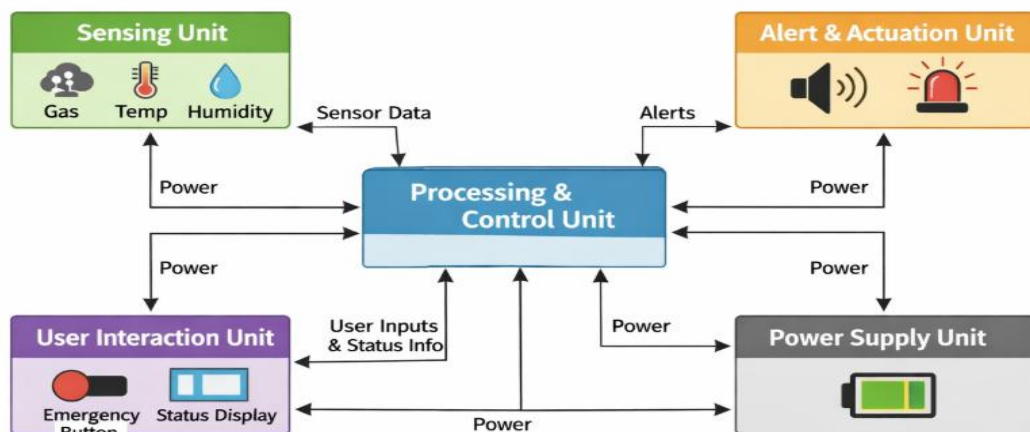 Sensing Unit
Gas
Temp
Humidity
Alert & Actuation Unit
Sensor Data
Alerts
Power
Processing &
Control Unit
Power
Power
Power
User Interaction Unit
Emergency
Button
Status Display
User Inputs
& Status Info
Power
Power Supply Unit
Power